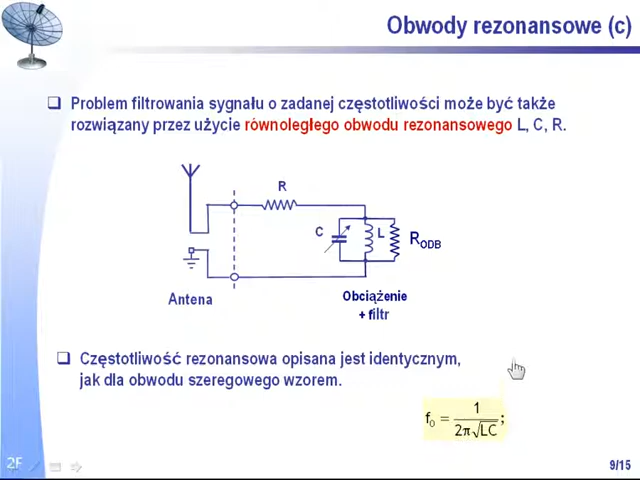 Obwody rezonansowe (c)
Problem filtrowania sygnału o zadanej częstotliwości może być także
rozwiązany przez użycie równoległego obwodu rezonansowego L, C, R.
R
C
L
R_ODB
Antena
Obciążenie
+ filtr
Częstotliwość rezonansowa opisana jest identycznym,
jak dla obwodu szeregowego wzorem.
f₀ = 1 / 2π√LC ;
9/15